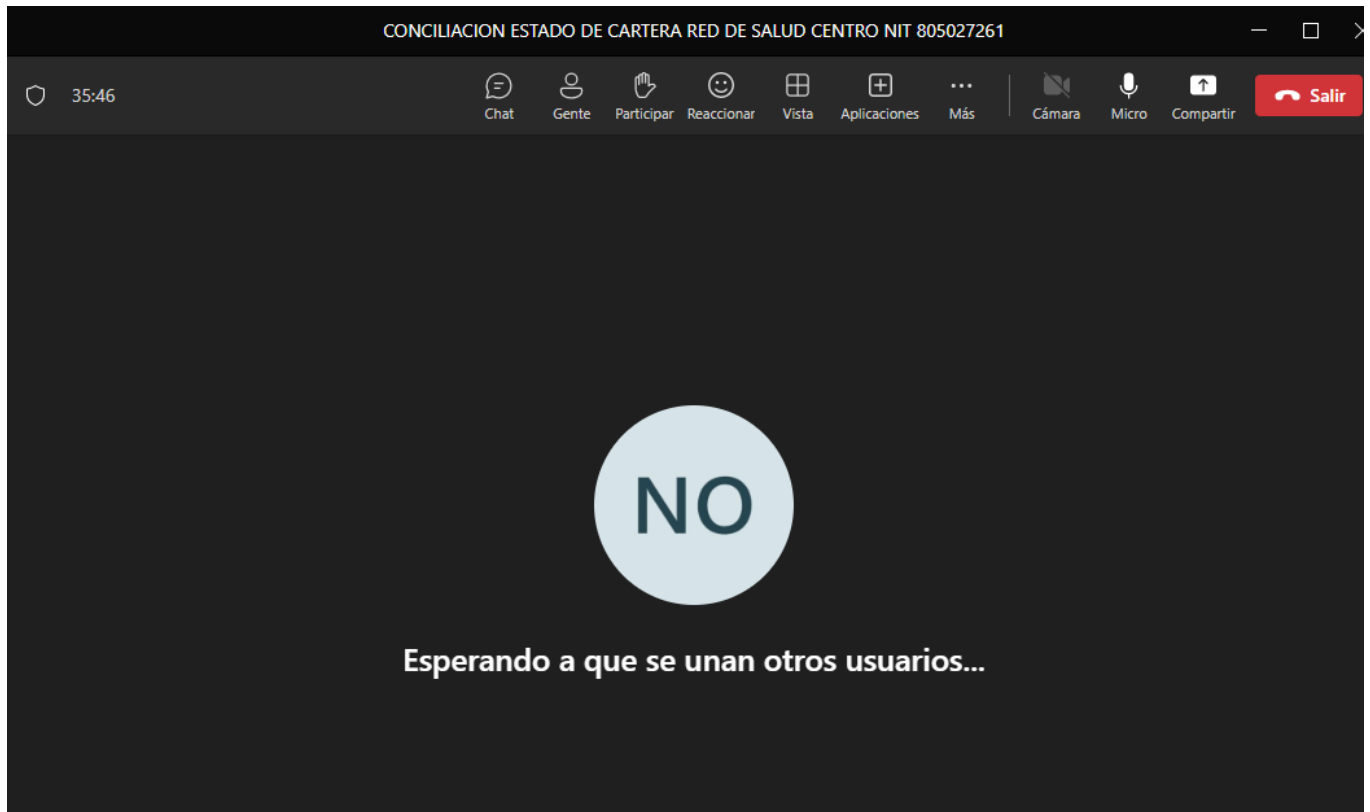 CONCILIACION ESTADO DE CARTERA RED DE SALUD CENTRO NIT 805027261
35:46
Chat
Gente
Participar
Reaccionar
Vista
Aplicaciones
Más
Cámara
Micro
Compartir
Salir
NO
Esperando a que se unan otros usuarios...